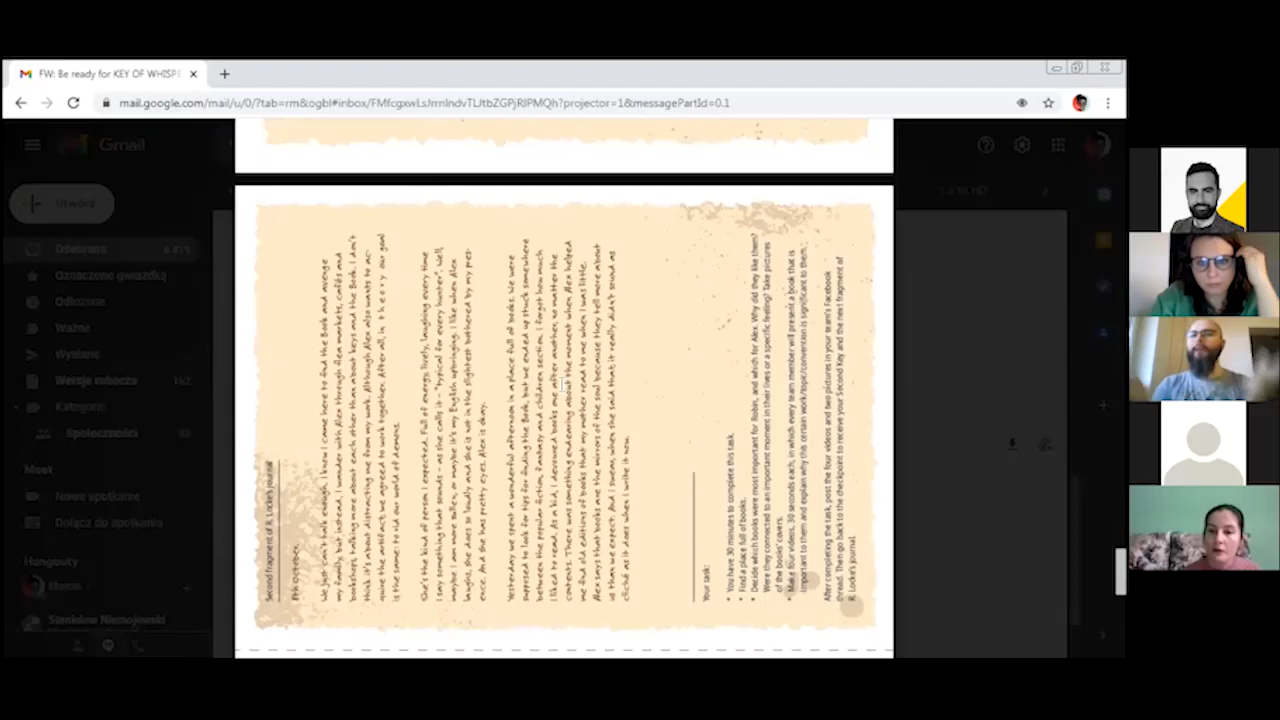 FW: Be ready for KEY OF WHISPE
mail.google.com/mail/u/0/?tab=rm&ogbl#inbox/FMfcgxwLsJrrnIndvTLJtbZGPjRIPMQh?projector=1&messagePartId=0.1
Gmail
Utwórz
Odebrane
Oznaczone gwiazdką
Odłożone
Ważne
Wysłane
Wersje robocze
Kategorie
Społeczności
Meet
Nowe spotkanie
Dołącz do spotkania
Hangouty
Marcin
Stanisław Niemojewski
Second fragment of R. Locke's journal
8th October
We just can't talk enough. I know I came here to find the Book and avenge
my family, but instead, I wander with Alex through flea markets, cafés and
bookshops, talking more about each other than about keys and the Book. I don't
think it's about distracting me from my work. Although Alex also wants to ac-
quire the artifact, we agreed to work together. After all, in t h e o r y our goal
is the same: to rid our world of demons.
She's the kind of person I expected. Full of energy, lively, laughing every time
I say something that sounds - as she calls it - "typical for every hunter". Well,
maybe I am more sullen, or maybe it's my English upbringing. I like when Alex
laughs, she does so loudly and she is not in the slightest bothered by my pres-
ence. And she has pretty eyes. Alex is okay.
Yesterday we spent a wonderful afternoon in a place full of books. We were
supposed to look for tips for finding the Book, but we ended up stuck somewhere
between the popular fiction, fantasy and children section. I forgot how much
I liked to read. As a kid, I devoured books one after another, no matter the
contents. There was something endearing about the moment when Alex helped
me find old editions of books that my mother read to me when I was little.
Alex says that books are the mirrors of the soul because they tell more about
us than we expect. And I swear, when she said that, it really didn't sound as
cliché as it does when I write it now.
Your task:
• You have 30 minutes to complete this task.
• Find a place full of books.
• Decide which books were most important for Robin, and which for Alex. Why did they like them?
Were they connected to an important moment in their lives or a specific feeling? Take pictures
of the books' covers.
• Make four videos, 30 seconds each, in which every team member will present a book that is
important to them and explain why this certain work/topic/convention is significant to them.
After completing the task, post the four videos and two pictures in your team's Facebook
thread. Then go back to the checkpoint to receive your Second Key and the next fragment of
R. Locke's journal.